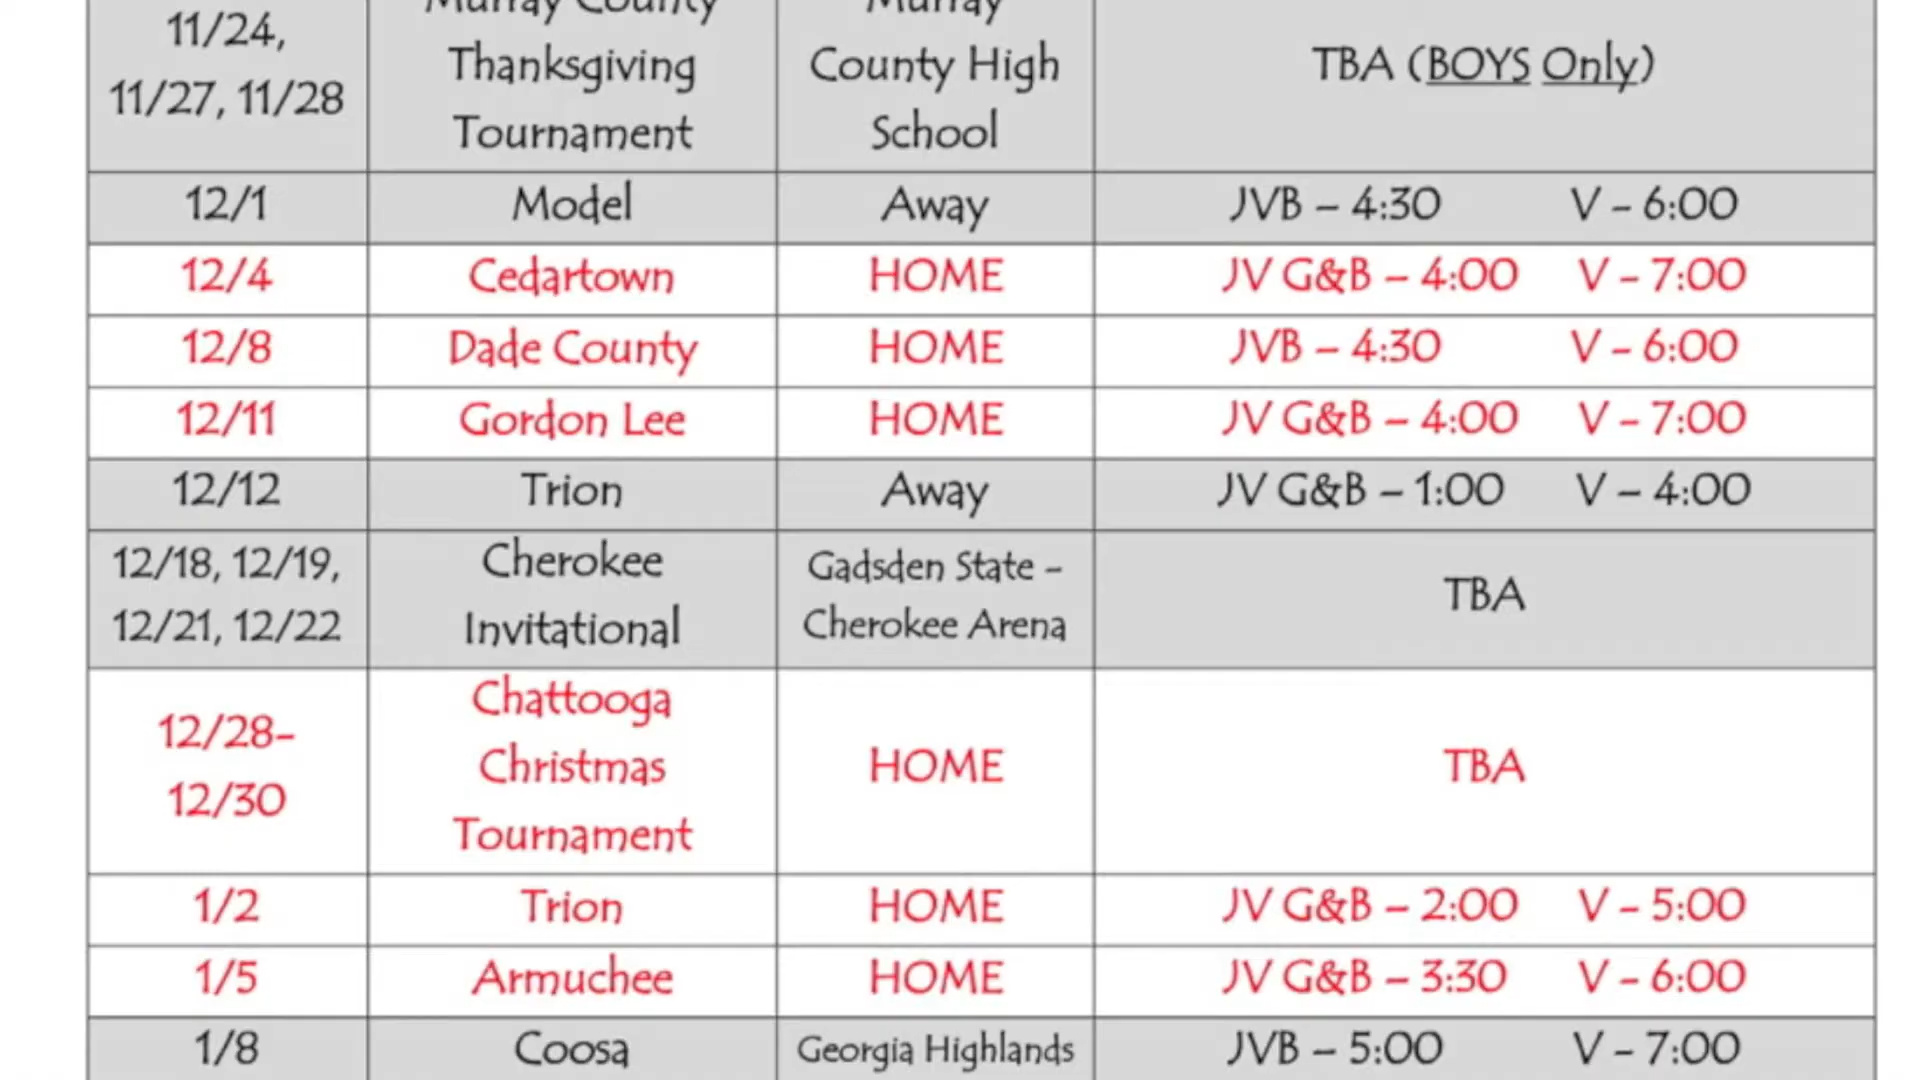 11/24,
11/27, 11/28
Murray County
Thanksgiving
Tournament
Murray
County High
School
TBA (BOYS Only)
12/1 Model Away JVB – 4:30 V – 6:00
12/4 Cedartown HOME JV G&B – 4:00 V – 7:00
12/8 Dade County HOME JVB – 4:30 V – 6:00
12/11 Gordon Lee HOME JV G&B – 4:00 V – 7:00
12/12 Trion Away JV G&B – 1:00 V – 4:00
12/18, 12/19,
12/21, 12/22
Cherokee
Invitational
Gadsden State –
Cherokee Arena
TBA
12/28–
12/30
Chattooga
Christmas
Tournament
HOME
TBA
1/2 Trion HOME JV G&B – 2:00 V – 5:00
1/5 Armuchee HOME JV G&B – 3:30 V – 6:00
1/8 Coosa Georgia Highlands JVB – 5:00 V – 7:00